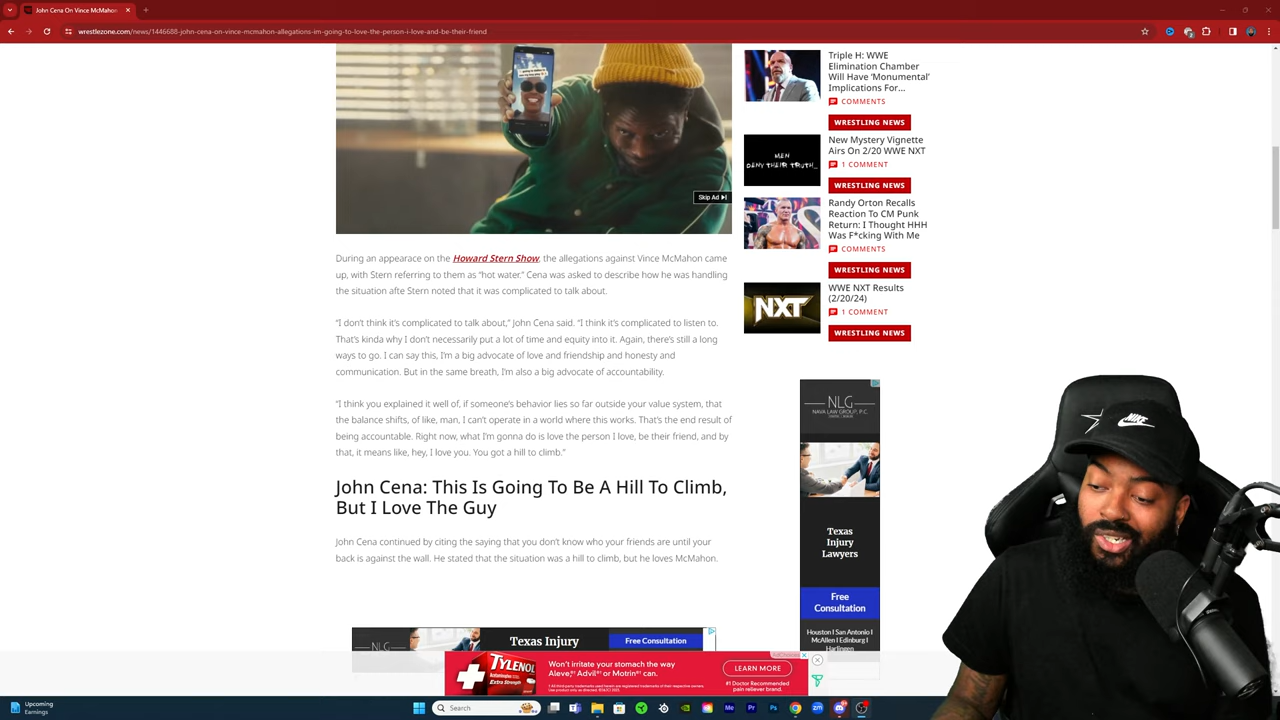 John Cena On Vince McMahon
wrestlezone.com/news/1446688-john-cena-on-vince-mcmahon-allegations-im-going-to-love-the-person-i-love-and-be-their-friend
Skip Ad
During an appearace on the Howard Stern Show, the allegations against Vince McMahon came
up, with Stern referring to them as “hot water.” Cena was asked to describe how he was handling
the situation afte Stern noted that it was complicated to talk about.
“I don’t think it’s complicated to talk about,” John Cena said. “I think it’s complicated to listen to.
That’s kinda why I don’t necessarily put a lot of time and equity into it. Again, there’s still a long
ways to go. I can say this, I’m a big advocate of love and friendship and honesty and
communication. But in the same breath, I’m also a big advocate of accountability.
“I think you explained it well of, if someone’s behavior lies so far outside your value system, that
the balance shifts, of like, man, I can’t operate in a world where this works. That’s the end result of
being accountable. Right now, what I’m gonna do is love the person I love, be their friend, and by
that, it means like, hey, I love you. You got a hill to climb.”
John Cena: This Is Going To Be A Hill To Climb,
But I Love The Guy
John Cena continued by citing the saying that you don’t know who your friends are until your
back is against the wall. He stated that the situation was a hill to climb, but he loves McMahon.
Triple H: WWE
Elimination Chamber
Will Have ‘Monumental’
Implications For...
COMMENTS
WRESTLING NEWS
MEN
DENY THEIR TRUTH_
New Mystery Vignette
Airs On 2/20 WWE NXT
1 COMMENT
WRESTLING NEWS
Randy Orton Recalls
Reaction To CM Punk
Return: I Thought HHH
Was F*cking With Me
COMMENTS
WRESTLING NEWS
NXT
WWE NXT Results
(2/20/24)
1 COMMENT
WRESTLING NEWS
NLG
NAVA LAW GROUP, P.C.
Texas
Injury
Lawyers
Free
Consultation
Houston I San Antonio I
McAllen I Edinburg I
Harlingen
NLG
Texas Injury
Free Consultation
TYLENOL
Extra Strength
Won’t irritate your stomach the way
Aleve, Advil or Motrin can.
LEARN MORE
#1 Doctor Recommended
pain reliever brand.
AdChoices
NIKE
Upcoming
Earnings
Search